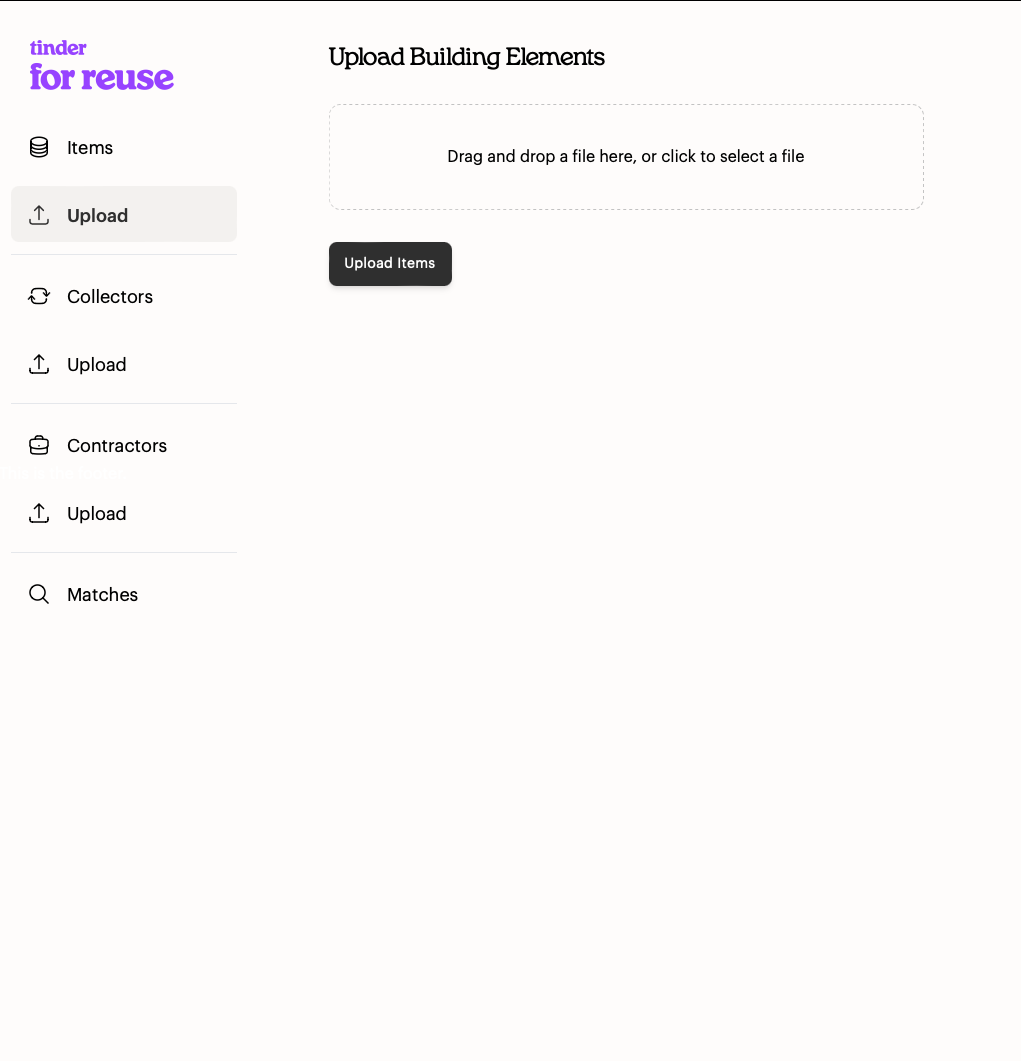 tinder
for reuse
Items
Upload
Collectors
Upload
Contractors
Upload
Matches
Upload Building Elements
Drag and drop a file here, or click to select a file
Upload Items